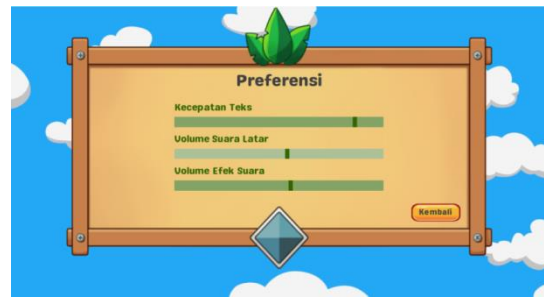 Preferensi
Kecepatan Teks
Volume Suara Latar
Volume Efek Suara
Kembali